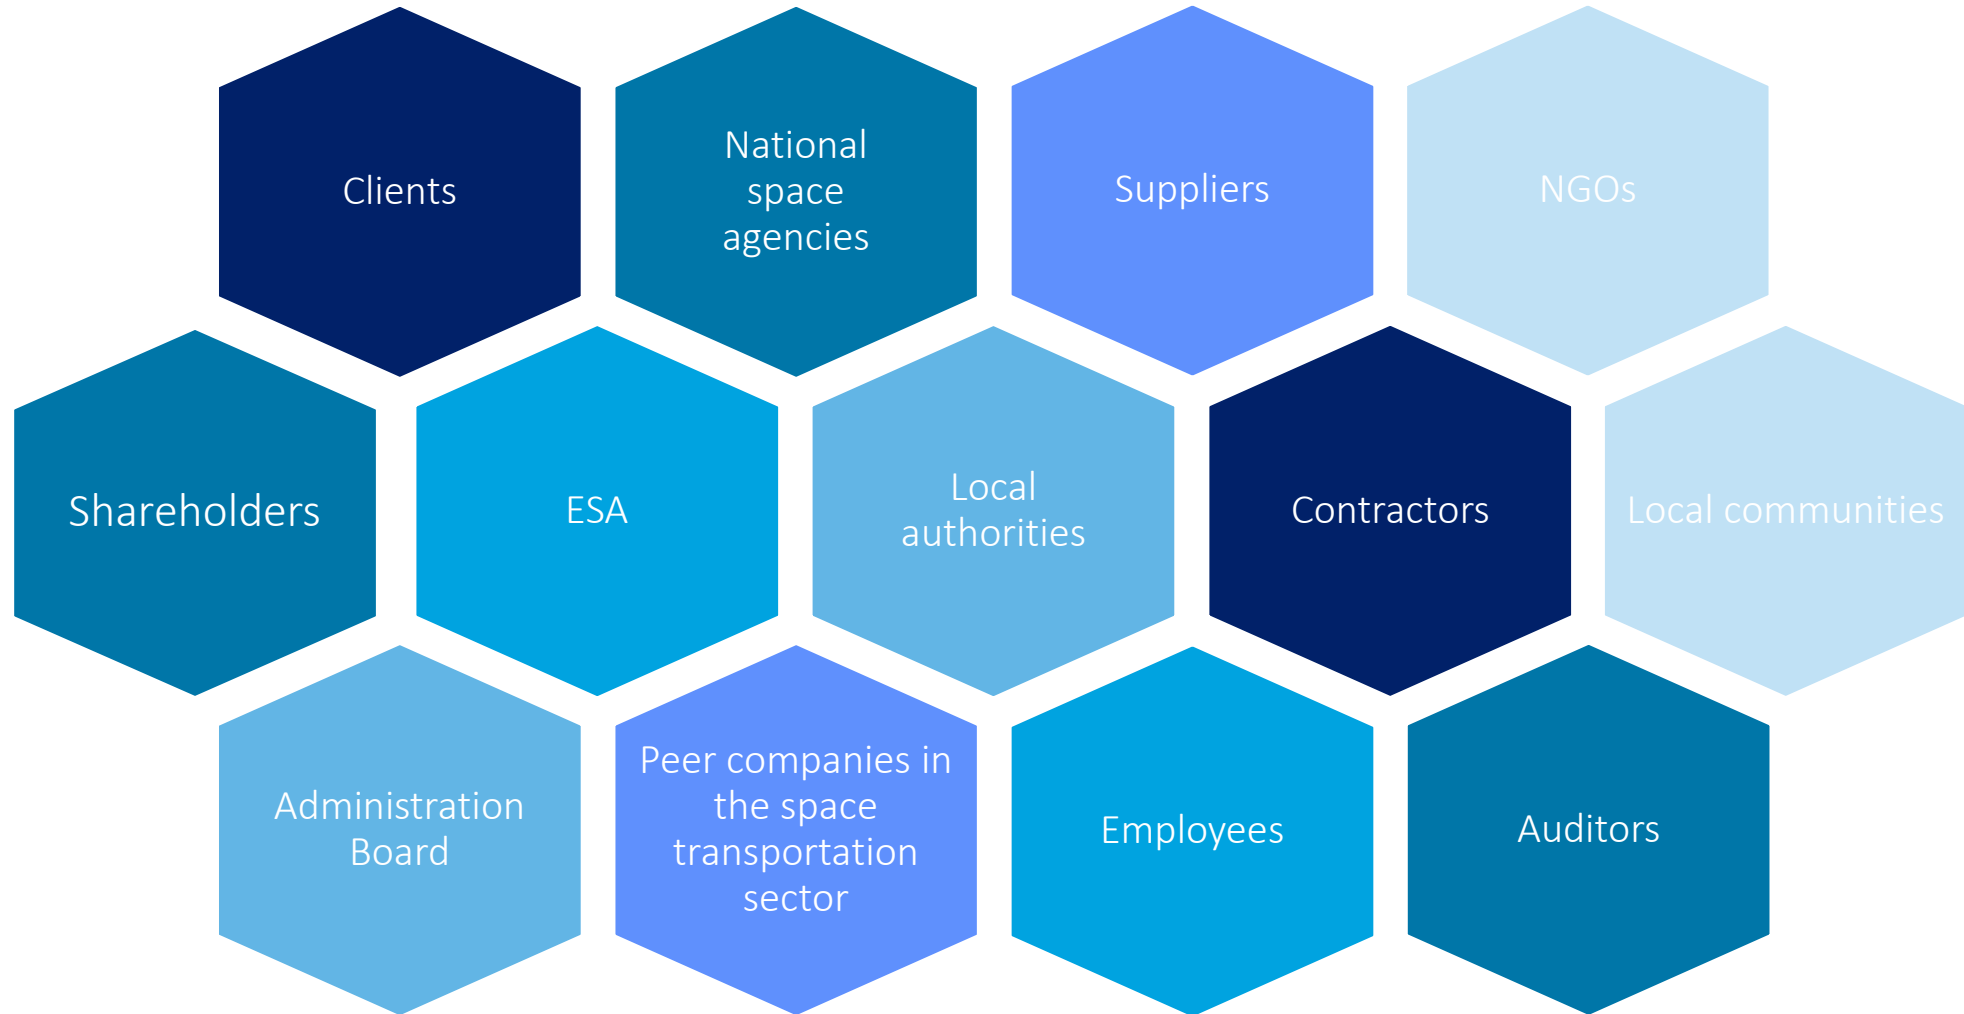 Clients
National
space
agencies
Suppliers
NGOs
Shareholders
ESA
Local
authorities
Contractors
Local communities
Administration
Board
Peer companies in
the space
transportation
sector
Employees
Auditors